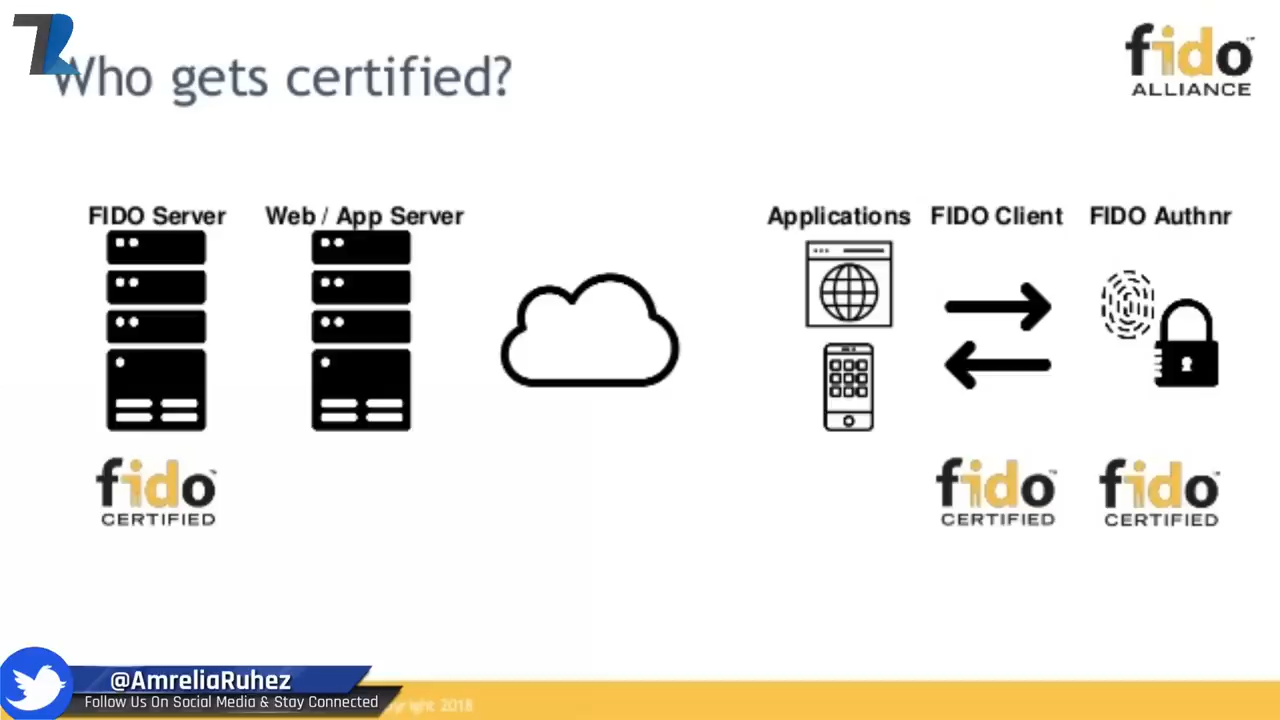 Who gets certified?
fido
ALLIANCE
FIDO Server
Web / App Server
Applications
FIDO Client
FIDO Authnr
fido
CERTIFIED
fido
CERTIFIED
fido
CERTIFIED
@AmreliaRuhez
Follow Us On Social Media & Stay Connected
2018